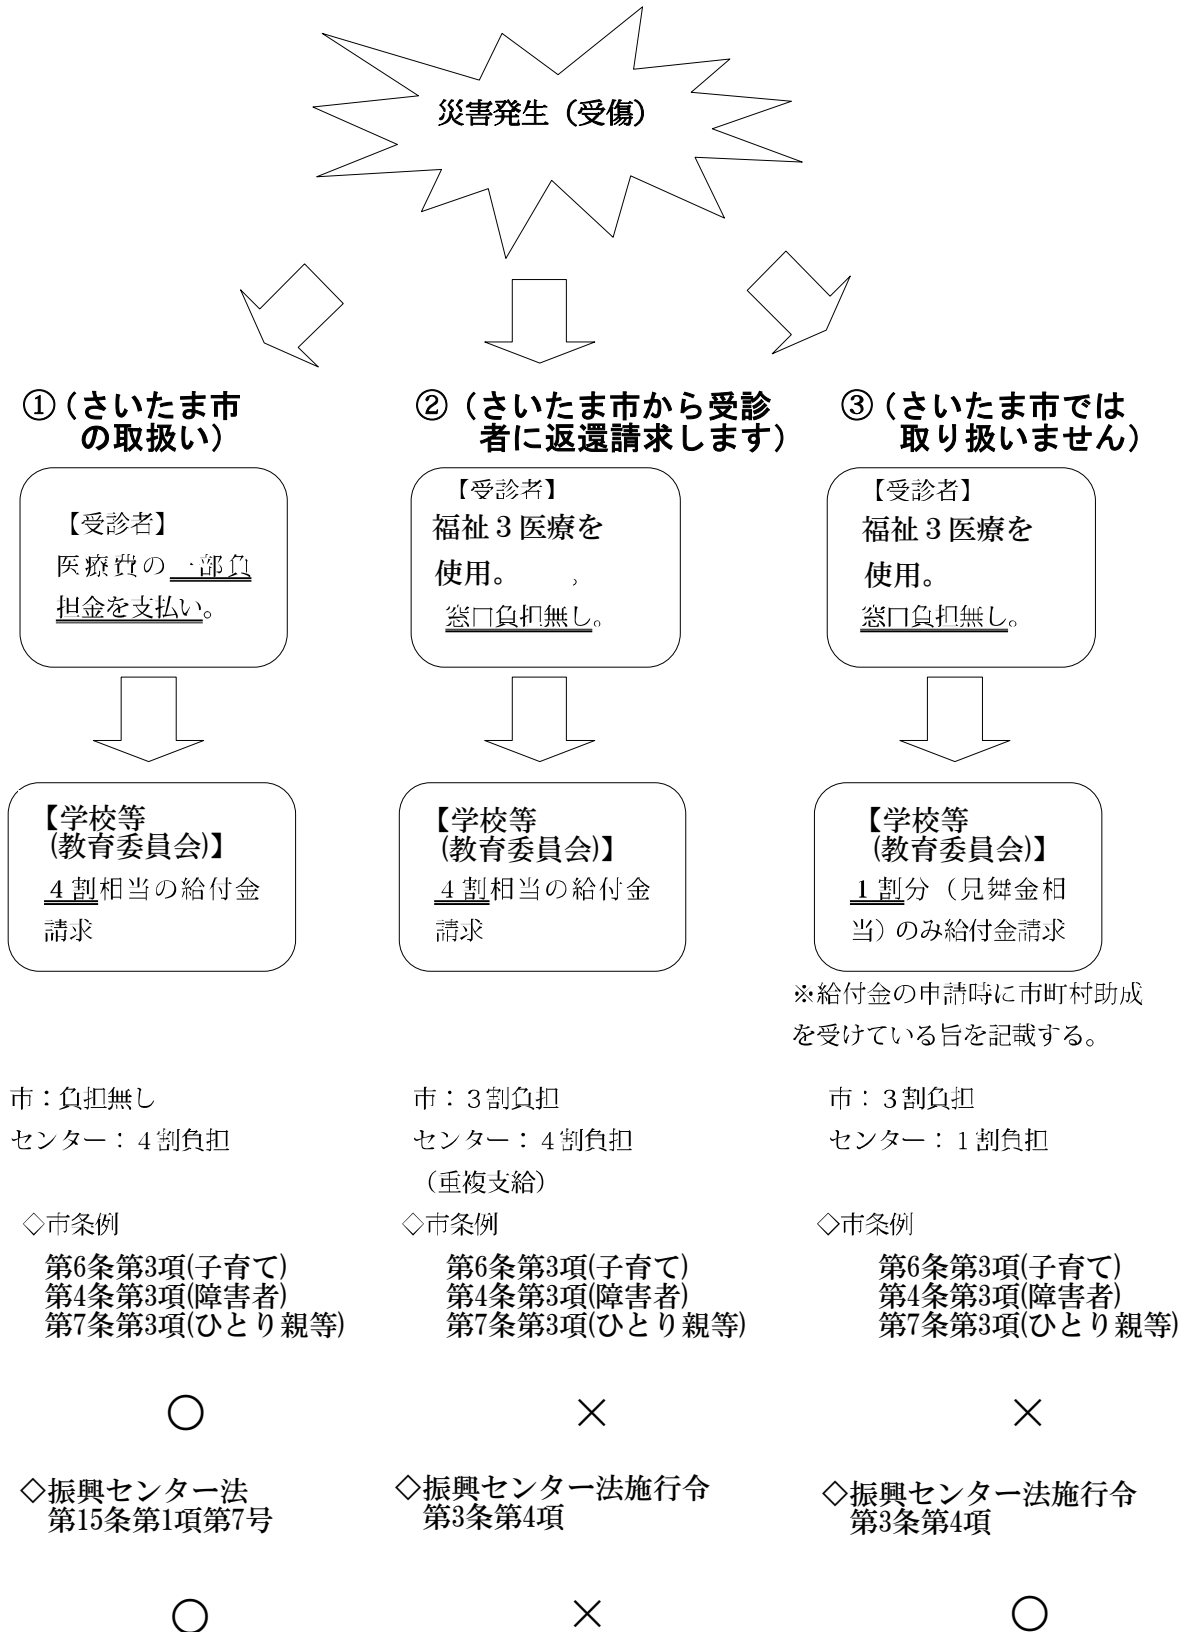 災害発生（受傷）
①（さいたま市
の取扱い）
【受診者】
医療費の一部負
担金を支払い。
【学校等
(教育委員会)】
４割相当の給付金
請求
市：負担無し
センター：４割負担
◇市条例
第6条第3項(子育て)
第4条第3項(障害者)
第7条第3項(ひとり親等)
○
◇振興センター法
第15条第1項第7号
○
②（さいたま市から受診
者に返還請求します）
【受診者】
福祉３医療を
使用。
窓口負担無し。
【学校等
(教育委員会)】
４割相当の給付金
請求
市：３割負担
センター：４割負担
（重複支給）
◇市条例
第6条第3項(子育て)
第4条第3項(障害者)
第7条第3項(ひとり親等)
×
◇振興センター法施行令
第3条第4項
×
③（さいたま市では
取り扱いません）
【受診者】
福祉３医療を
使用。
窓口負担無し。
【学校等
(教育委員会)】
１割分（見舞金相
当）のみ給付金請求
※給付金の申請時に市町村助成
を受けている旨を記載する。
市：３割負担
センター：１割負担
◇市条例
第6条第3項(子育て)
第4条第3項(障害者)
第7条第3項(ひとり親等)
×
◇振興センター法施行令
第3条第4項
○